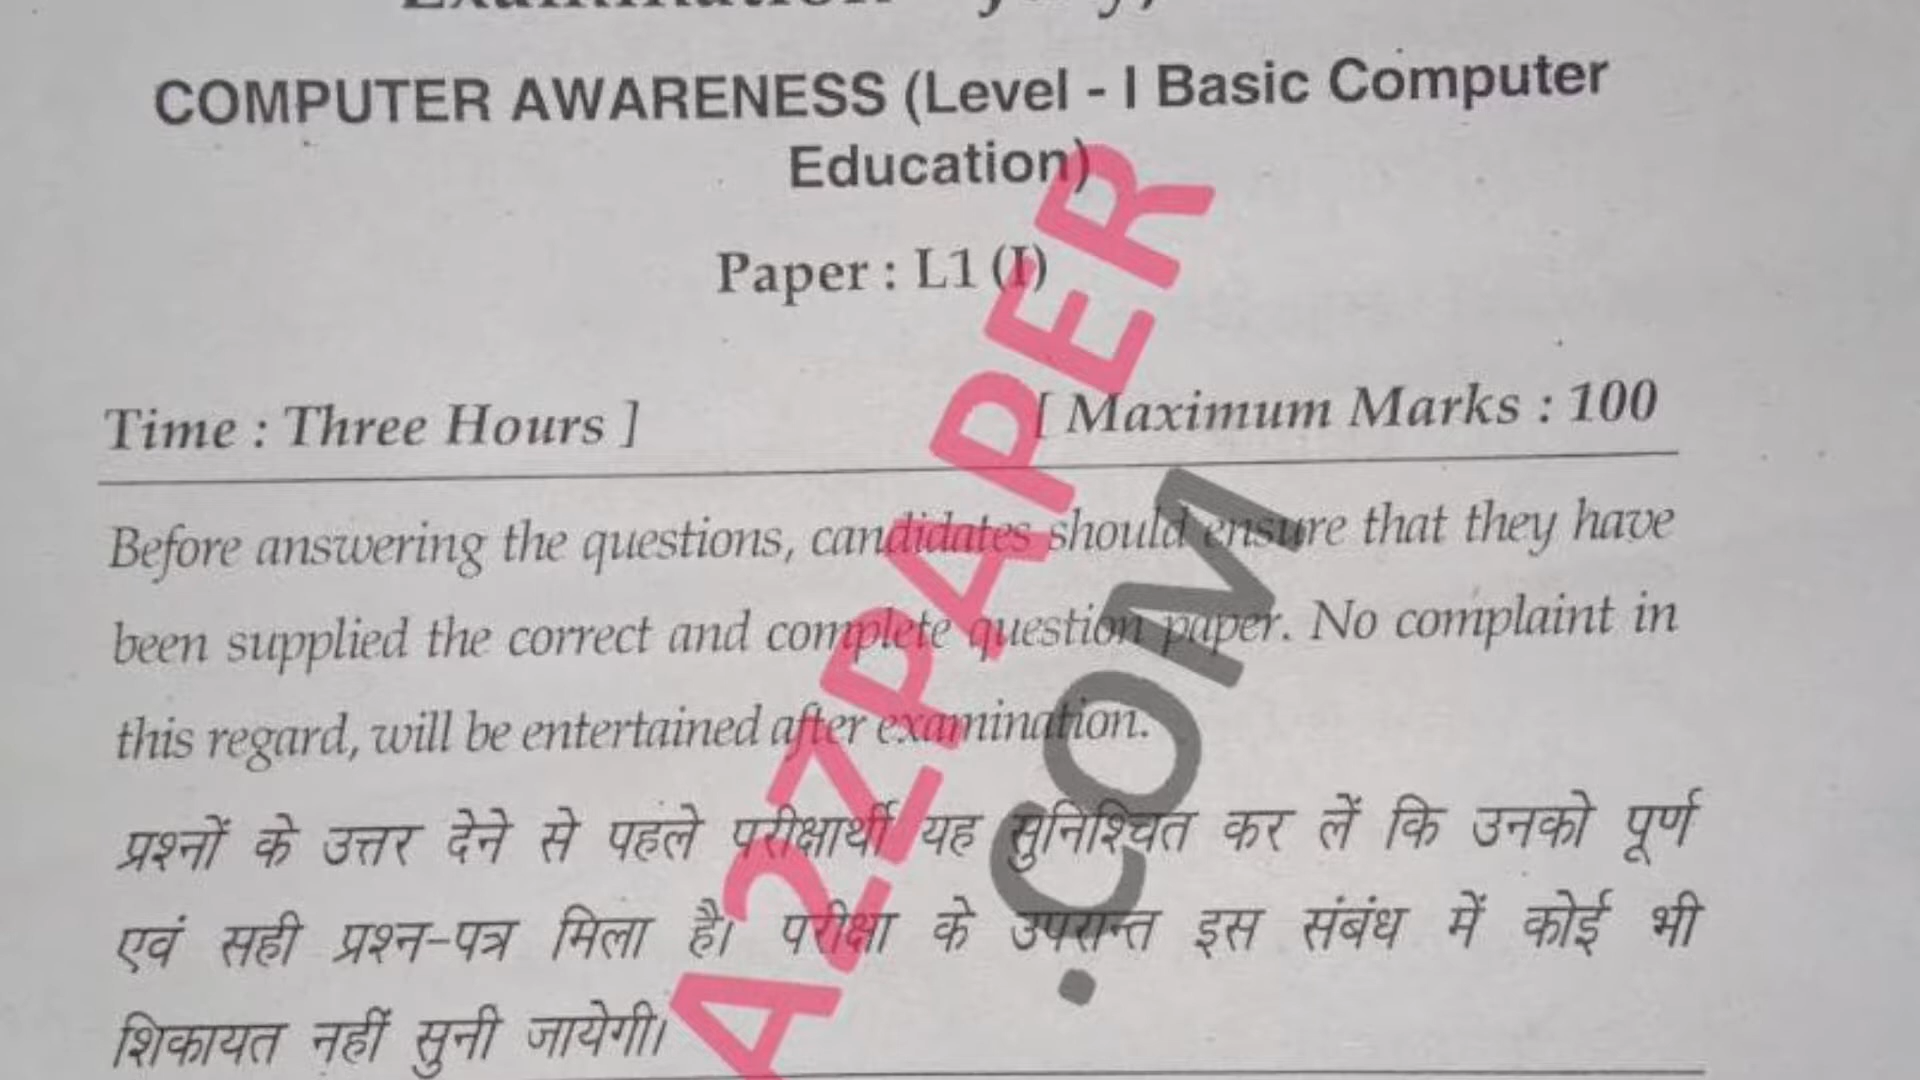 Examination
COMPUTER AWARENESS (Level - I Basic Computer
Education)
Paper : L1 (I)
Time : Three Hours ]
[ Maximum Marks : 100
Before answering the questions, candidates should ensure that they have
been supplied the correct and complete question paper. No complaint in
this regard, will be entertained after examination.
प्रश्नों के उत्तर देने से पहले परीक्षार्थी यह सुनिश्चित कर लें कि उनको पूर्ण
एवं सही प्रश्न-पत्र मिला है। परीक्षा के उपरान्त इस संबंध में कोई भी
शिकायत नहीं सुनी जायेगी।
A2ZPAPER
.COM